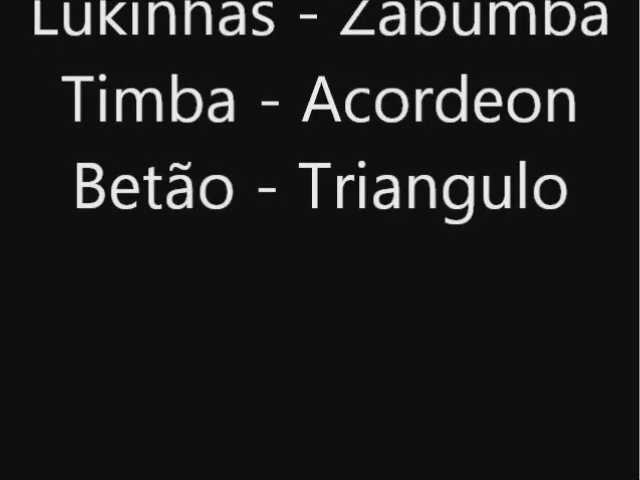 Lukinhas - Zabumba
Timba - Acordeon
Betão - Triangulo